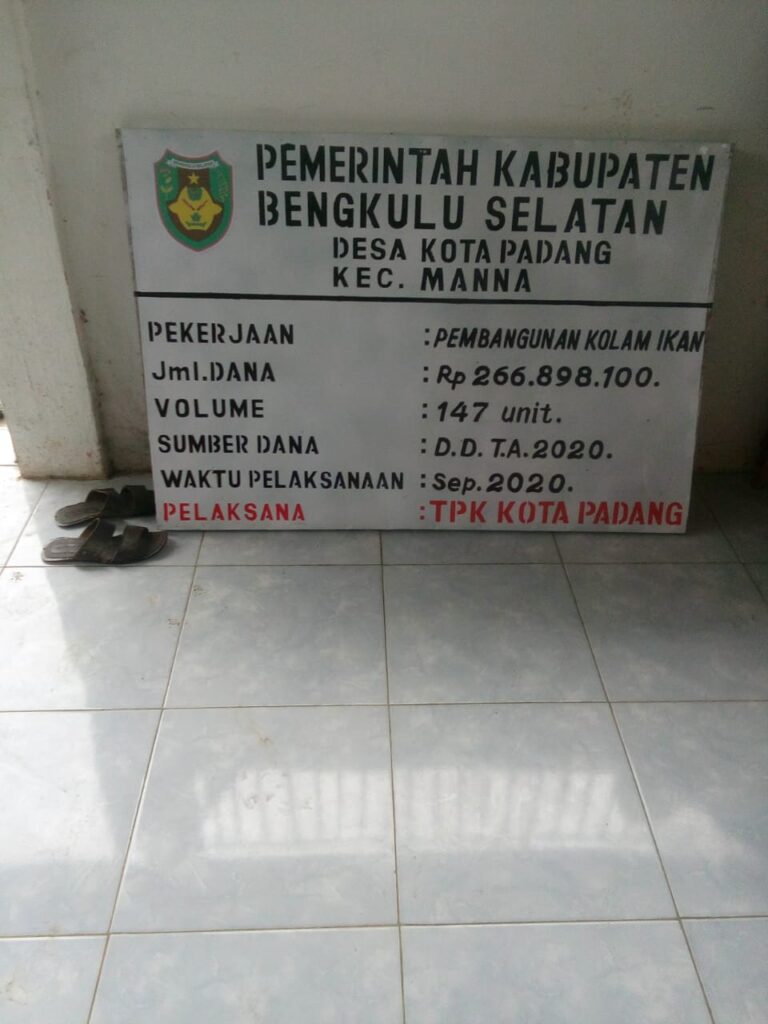 PEMERINTAH KABUPATEN
BENGKULU SELATAN
DESA KOTA PADANG
KEC. MANNA
PEKERJAAN : PEMBANGUNAN KOLAM IKAN
Jml.DANA : Rp 266.898.100.
VOLUME : 147 unit.
SUMBER DANA : D.D. T.A.2020.
WAKTU PELAKSANAAN : Sep.2020.
PELAKSANA : TPK KOTA PADANG